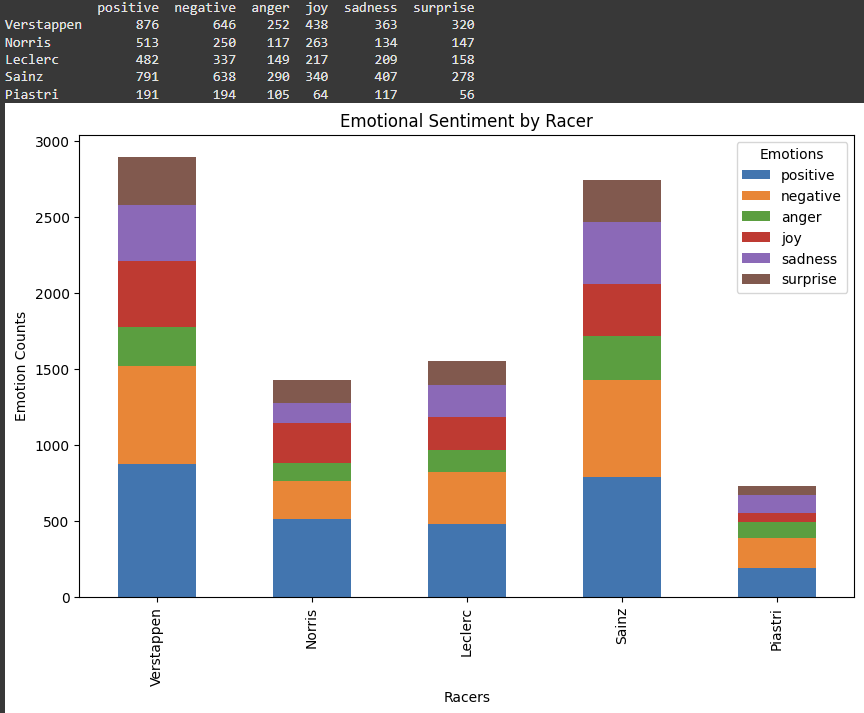 positive negative anger joy sadness surprise
Verstappen 876 646 252 438 363 320
Norris 513 250 117 263 134 147
Leclerc 482 337 149 217 209 158
Sainz 791 638 290 340 407 278
Piastri 191 194 105 64 117 56
Emotional Sentiment by Racer
3000
2500
2000
1500
1000
500
0
Emotion Counts
Emotions
positive
negative
anger
joy
sadness
surprise
Verstappen
Norris
Leclerc
Sainz
Piastri
Racers